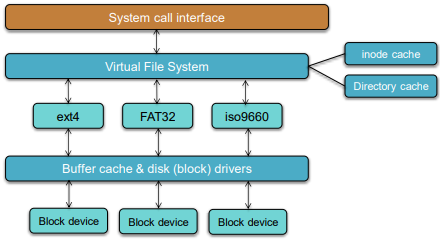 System call interface
Virtual File System
inode cache
Directory cache
ext4
FAT32
iso9660
Buffer cache & disk (block) drivers
Block device
Block device
Block device